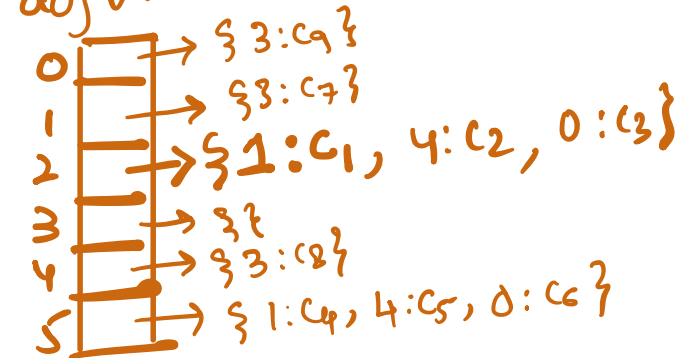 0 → {3:C9}
1 → {3:C7}
2 → {1:C1, 4:C2, 0:C3}
3 → {}
4 → {3:C8}
5 → {1:C4, 4:C5, 0:C6}